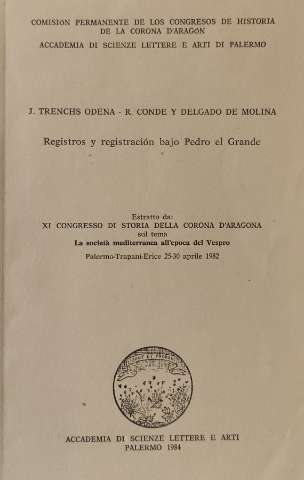 COMISION PERMANENTE DE LOS CONGRESOS DE HISTORIA
DE LA CORONA D'ARAGON
ACCADEMIA DI SCIENZE LETTERE E ARTI DI PALERMO
J. TRENCHS ODENA - R. CONDE Y DELGADO DE MOLINA
Registros y registración bajo Pedro el Grande
Estratto da:
XI CONGRESSO DI STORIA DELLA CORONA D'ARAGONA
sul tema
La società mediterranea all'epoca del Vespro
Palermo-Trapani-Erice 25-30 aprile 1982
ACCADEMIA DI SCIENZE LETTERE E ARTI
PALERMO 1984